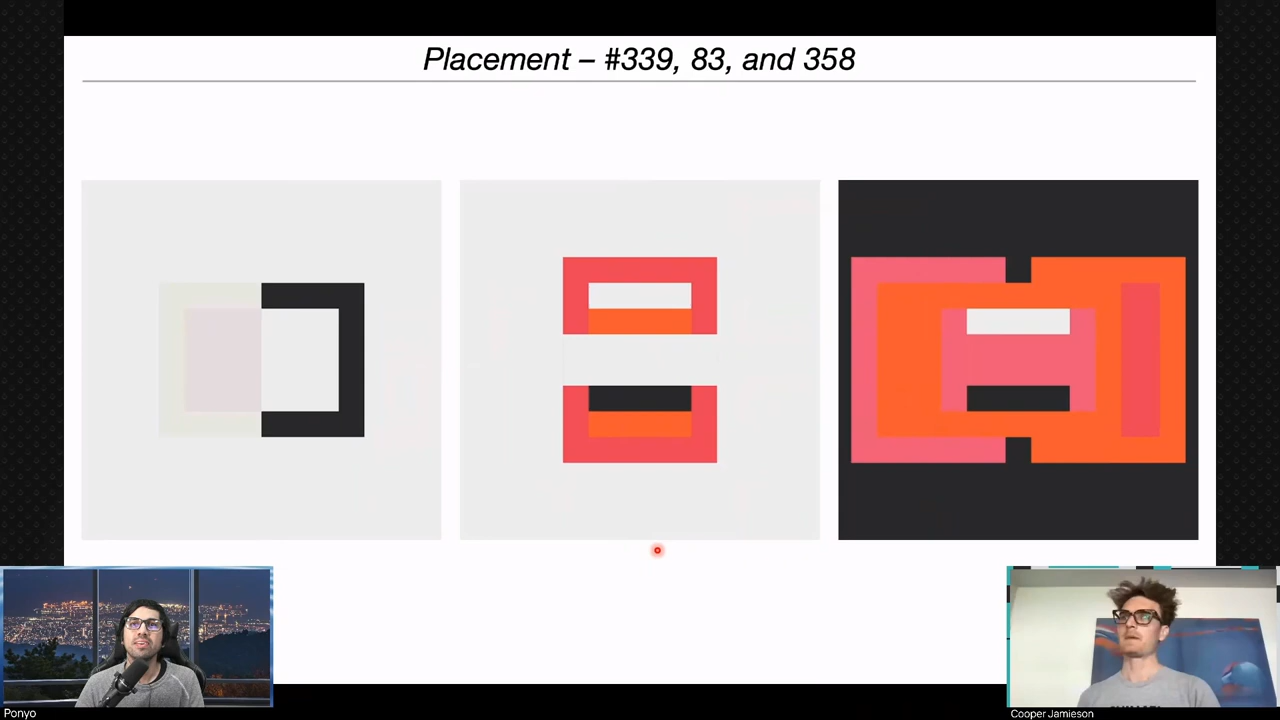 Placement – #339, 83, and 358
Ponyo
Cooper Jamieson